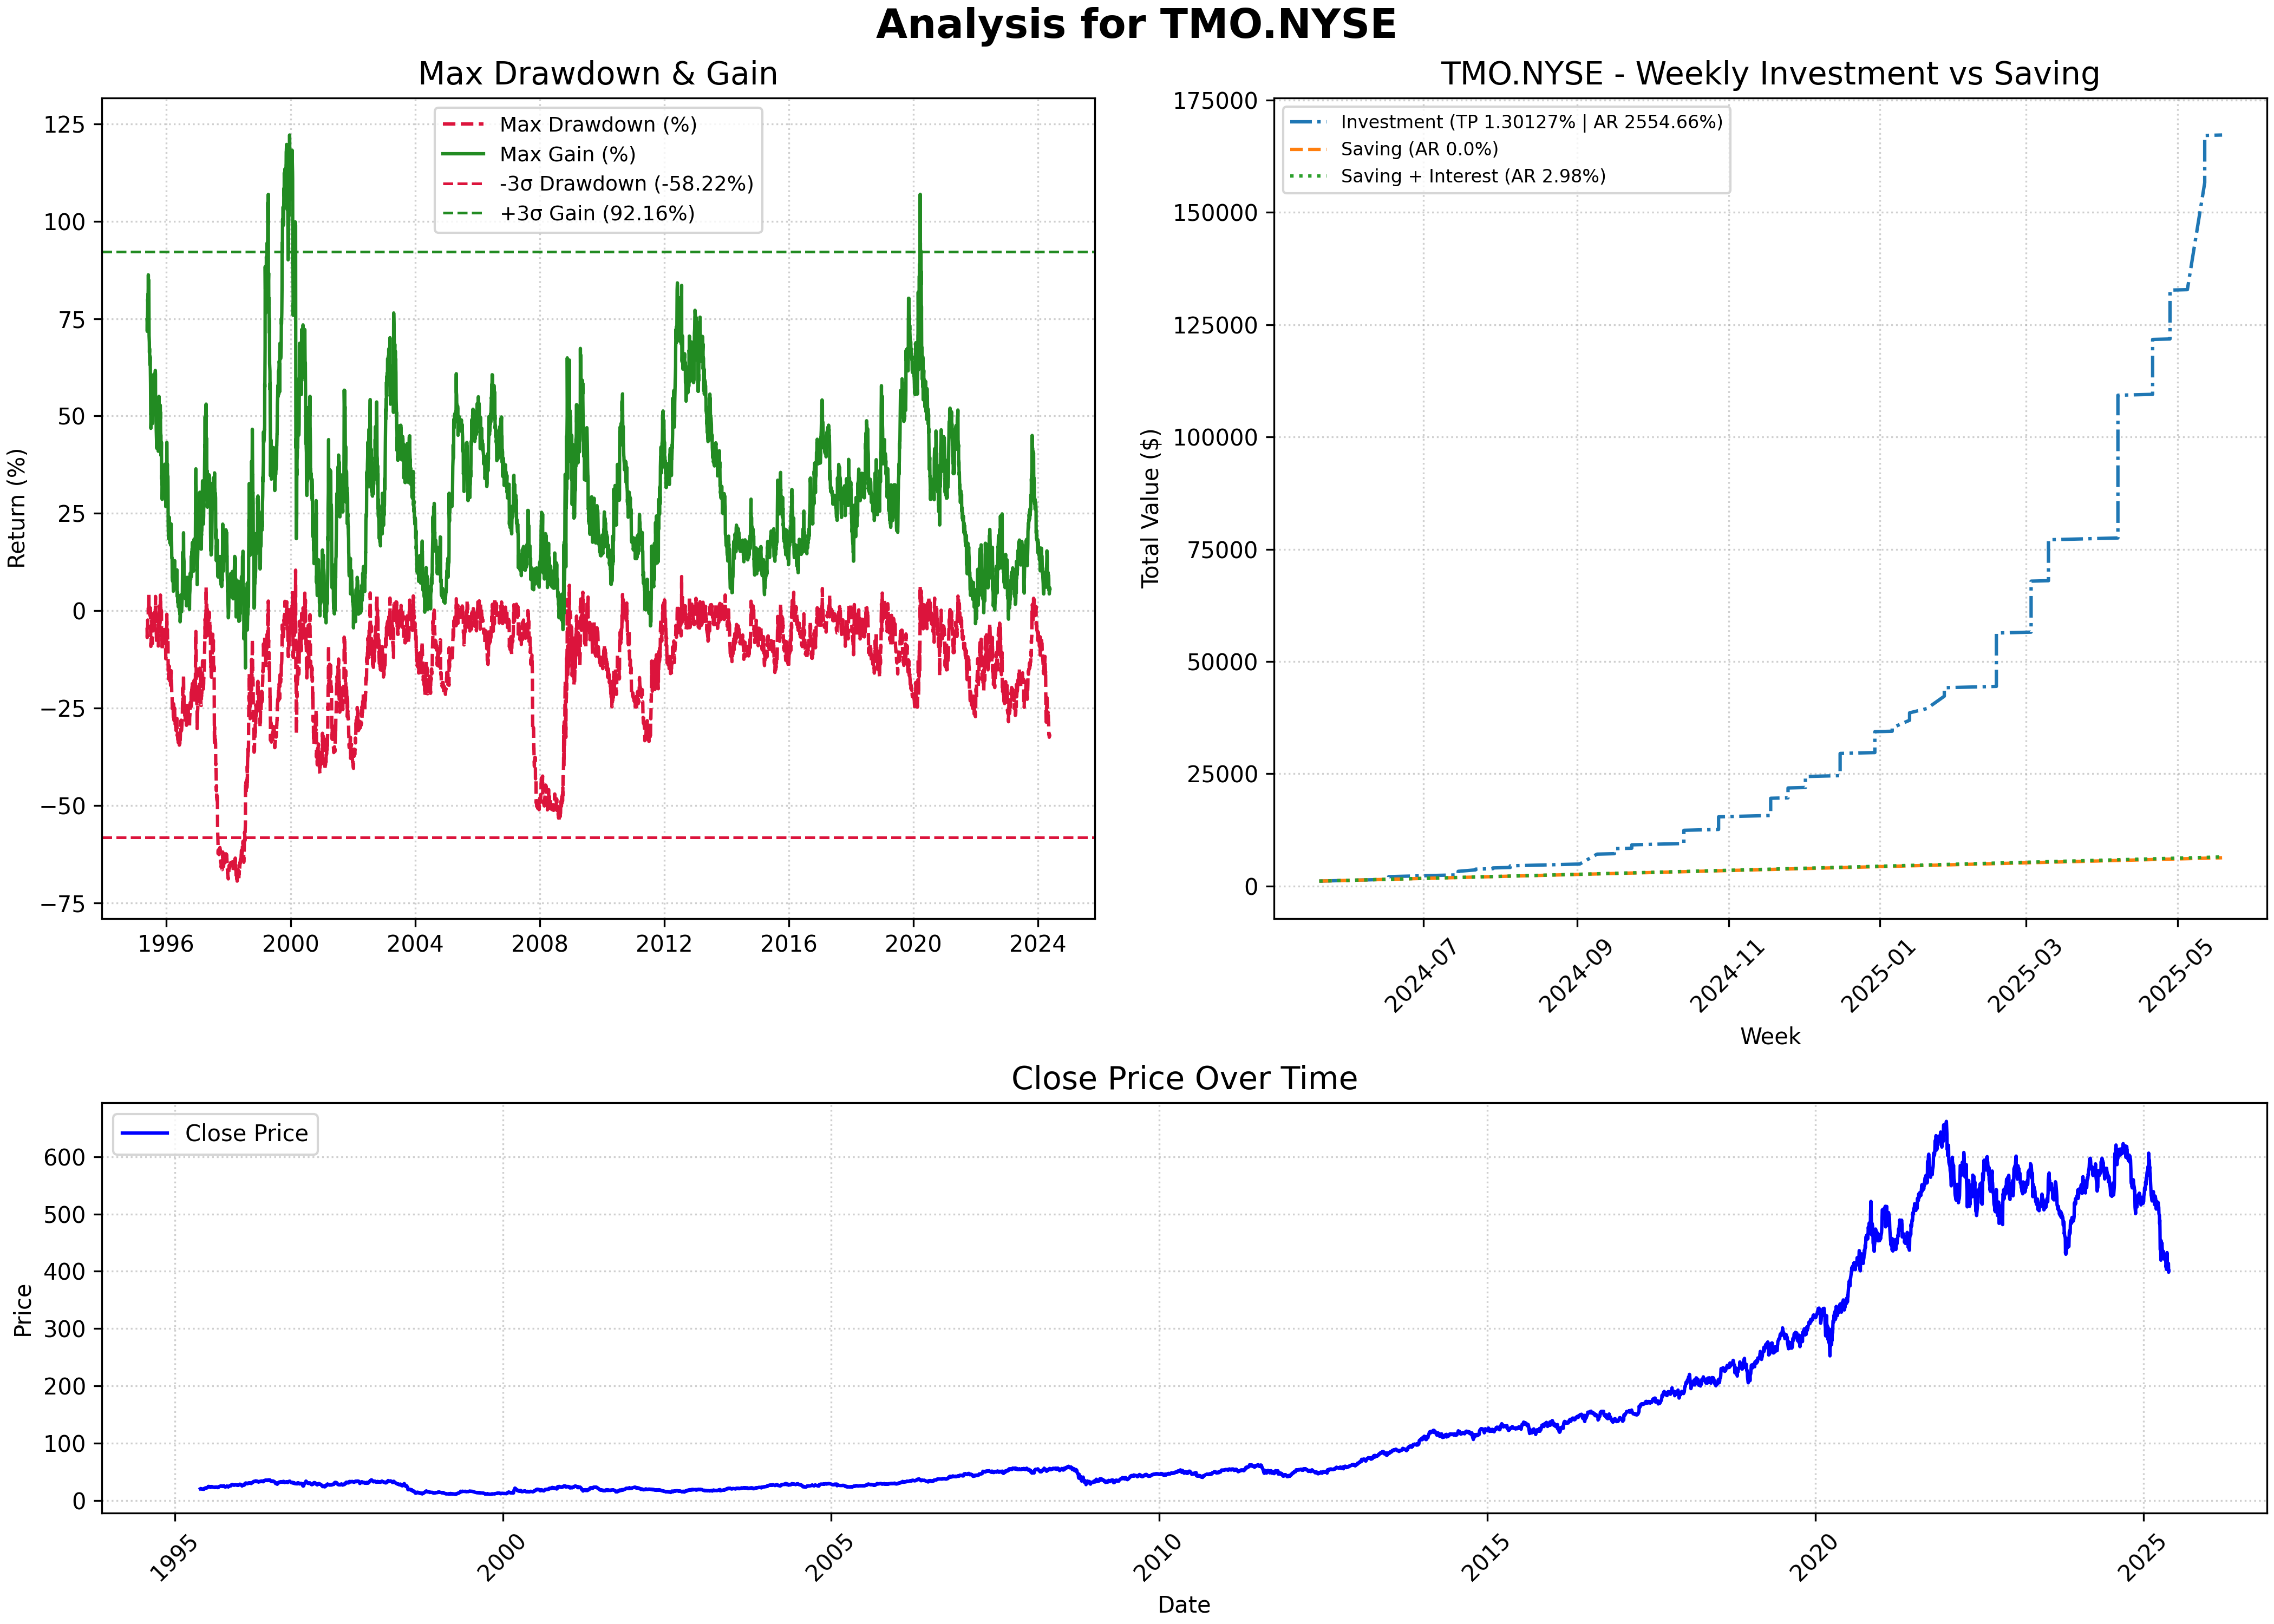 Analysis for TMO.NYSE
Max Drawdown & Gain
Return (%)
125
100
75
50
25
0
−25
−50
−75
Max Drawdown (%)
Max Gain (%)
-3σ Drawdown (-58.22%)
+3σ Gain (92.16%)
1996
2000
2004
2008
2012
2016
2020
2024
TMO.NYSE - Weekly Investment vs Saving
Total Value ($)
175000
150000
125000
100000
75000
50000
25000
0
Investment (TP 1.30127% | AR 2554.66%)
Saving (AR 0.0%)
Saving + Interest (AR 2.98%)
2024-07
2024-09
2024-11
2025-01
2025-03
2025-05
Week
Close Price Over Time
Price
600
500
400
300
200
100
0
Close Price
1995
2000
2005
2010
2015
2020
2025
Date